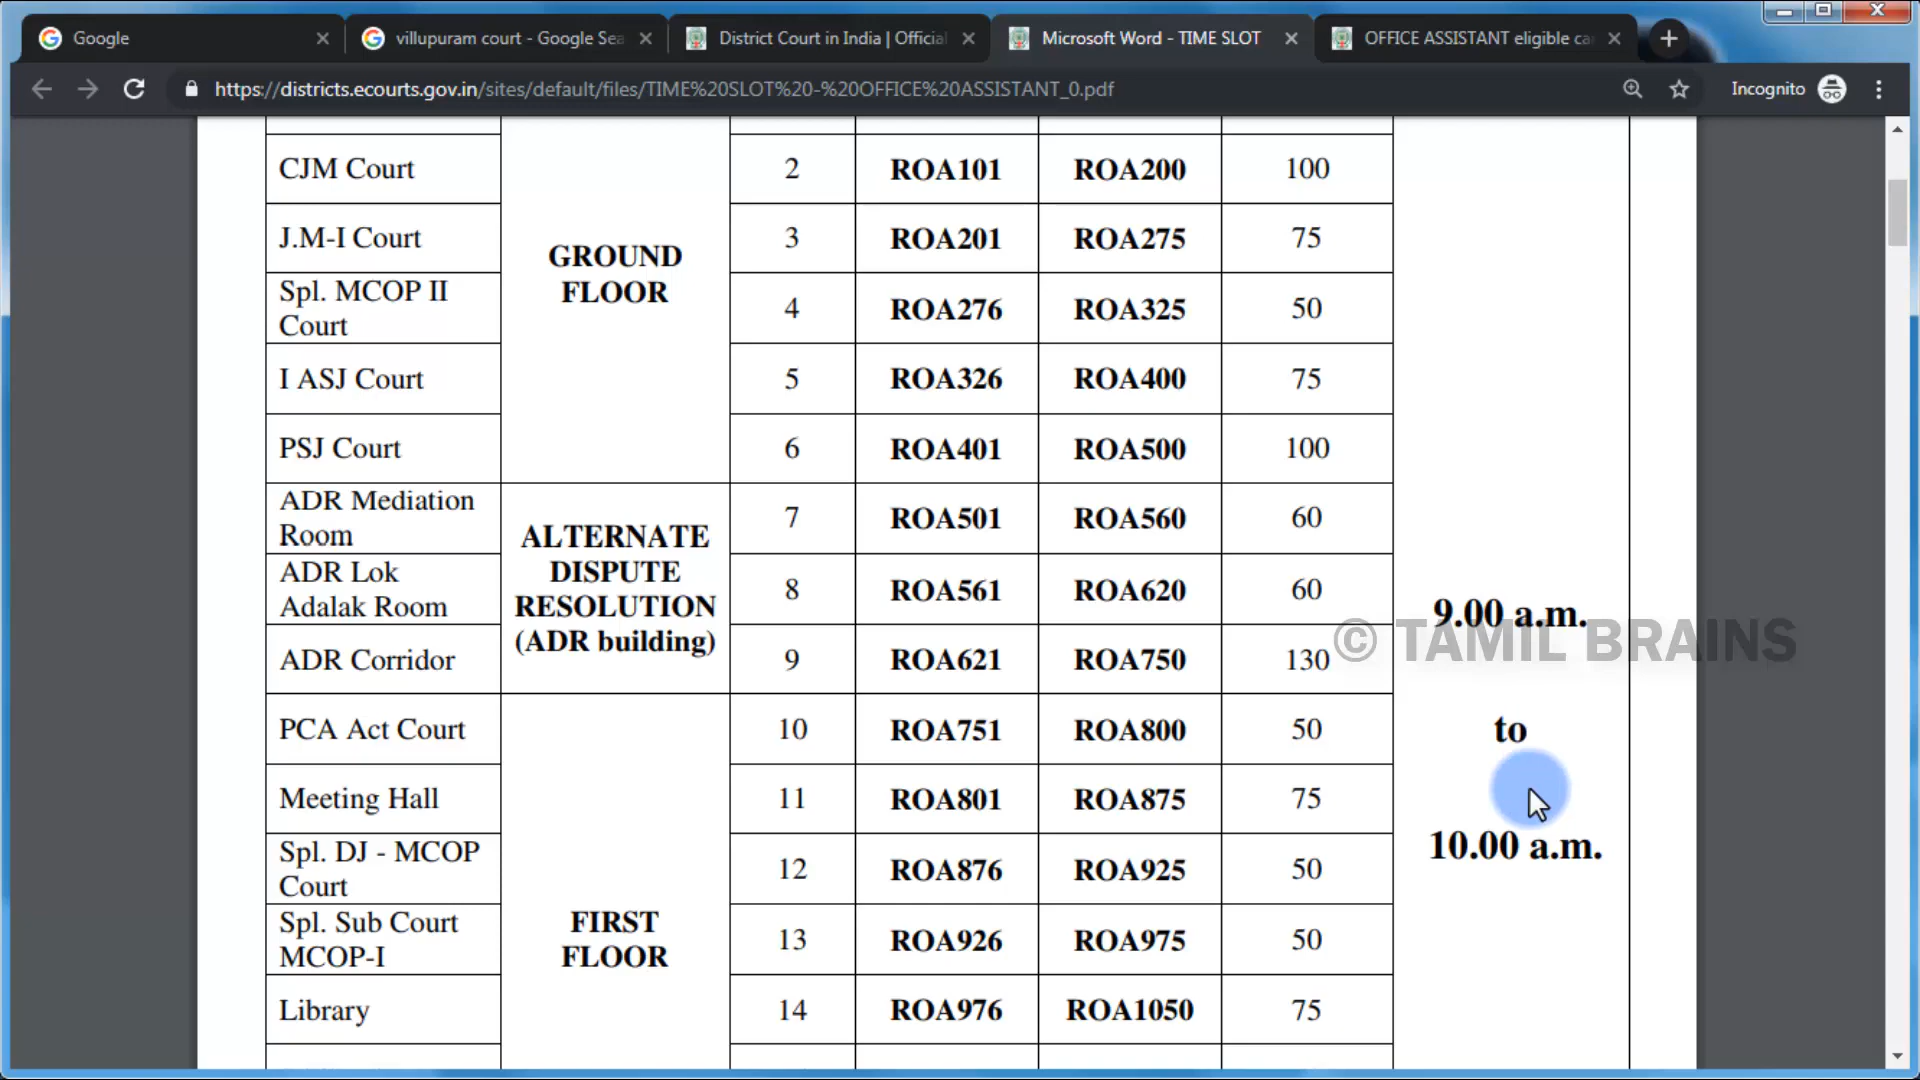 Google
villupuram court - Google Sea
District Court in India | Official
Microsoft Word - TIME SLOT
OFFICE ASSISTANT eligible ca
https://districts.ecourts.gov.in/sites/default/files/TIME%20SLOT%20-%20OFFICE%20ASSISTANT_0.pdf
Incognito
CJM Court 2 ROA101 ROA200 100
J.M-I Court 3 ROA201 ROA275 75
GROUND
FLOOR
Spl. MCOP II
Court 4 ROA276 ROA325 50
I ASJ Court 5 ROA326 ROA400 75
PSJ Court 6 ROA401 ROA500 100
ADR Mediation
Room 7 ROA501 ROA560 60
ALTERNATE
DISPUTE
RESOLUTION
(ADR building)
ADR Lok
Adalak Room 8 ROA561 ROA620 60
ADR Corridor 9 ROA621 ROA750 130
9.00 a.m.
to
10.00 a.m.
© TAMIL BRAINS
PCA Act Court 10 ROA751 ROA800 50
Meeting Hall 11 ROA801 ROA875 75
Spl. DJ - MCOP
Court 12 ROA876 ROA925 50
FIRST
FLOOR
Spl. Sub Court
MCOP-I 13 ROA926 ROA975 50
Library 14 ROA976 ROA1050 75